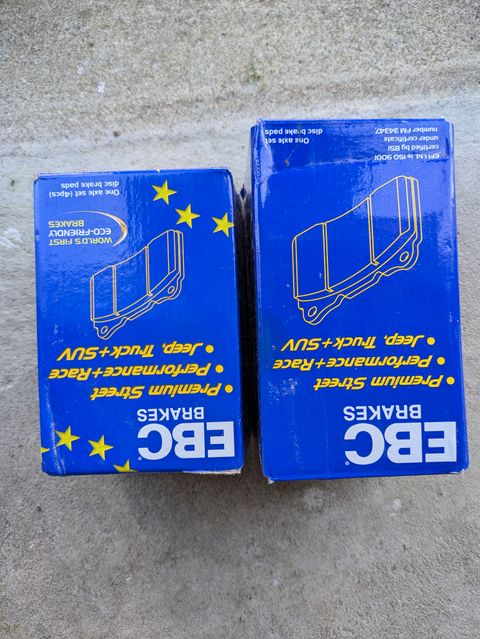 EBC
BRAKES
• Premium Street
• Performance+Race
• Jeep, Truck+SUV
WORLD'S FIRST
ECO-FRIENDLY
BRAKES
One axle set (4pcs)
disc brake pads
EBC
BRAKES
• Premium Street
• Performance+Race
• Jeep, Truck+SUV
EFI Ltd. is ISO 9001
certified by BSI
under certificate
number FM 34347.
One axle set
disc brake pads